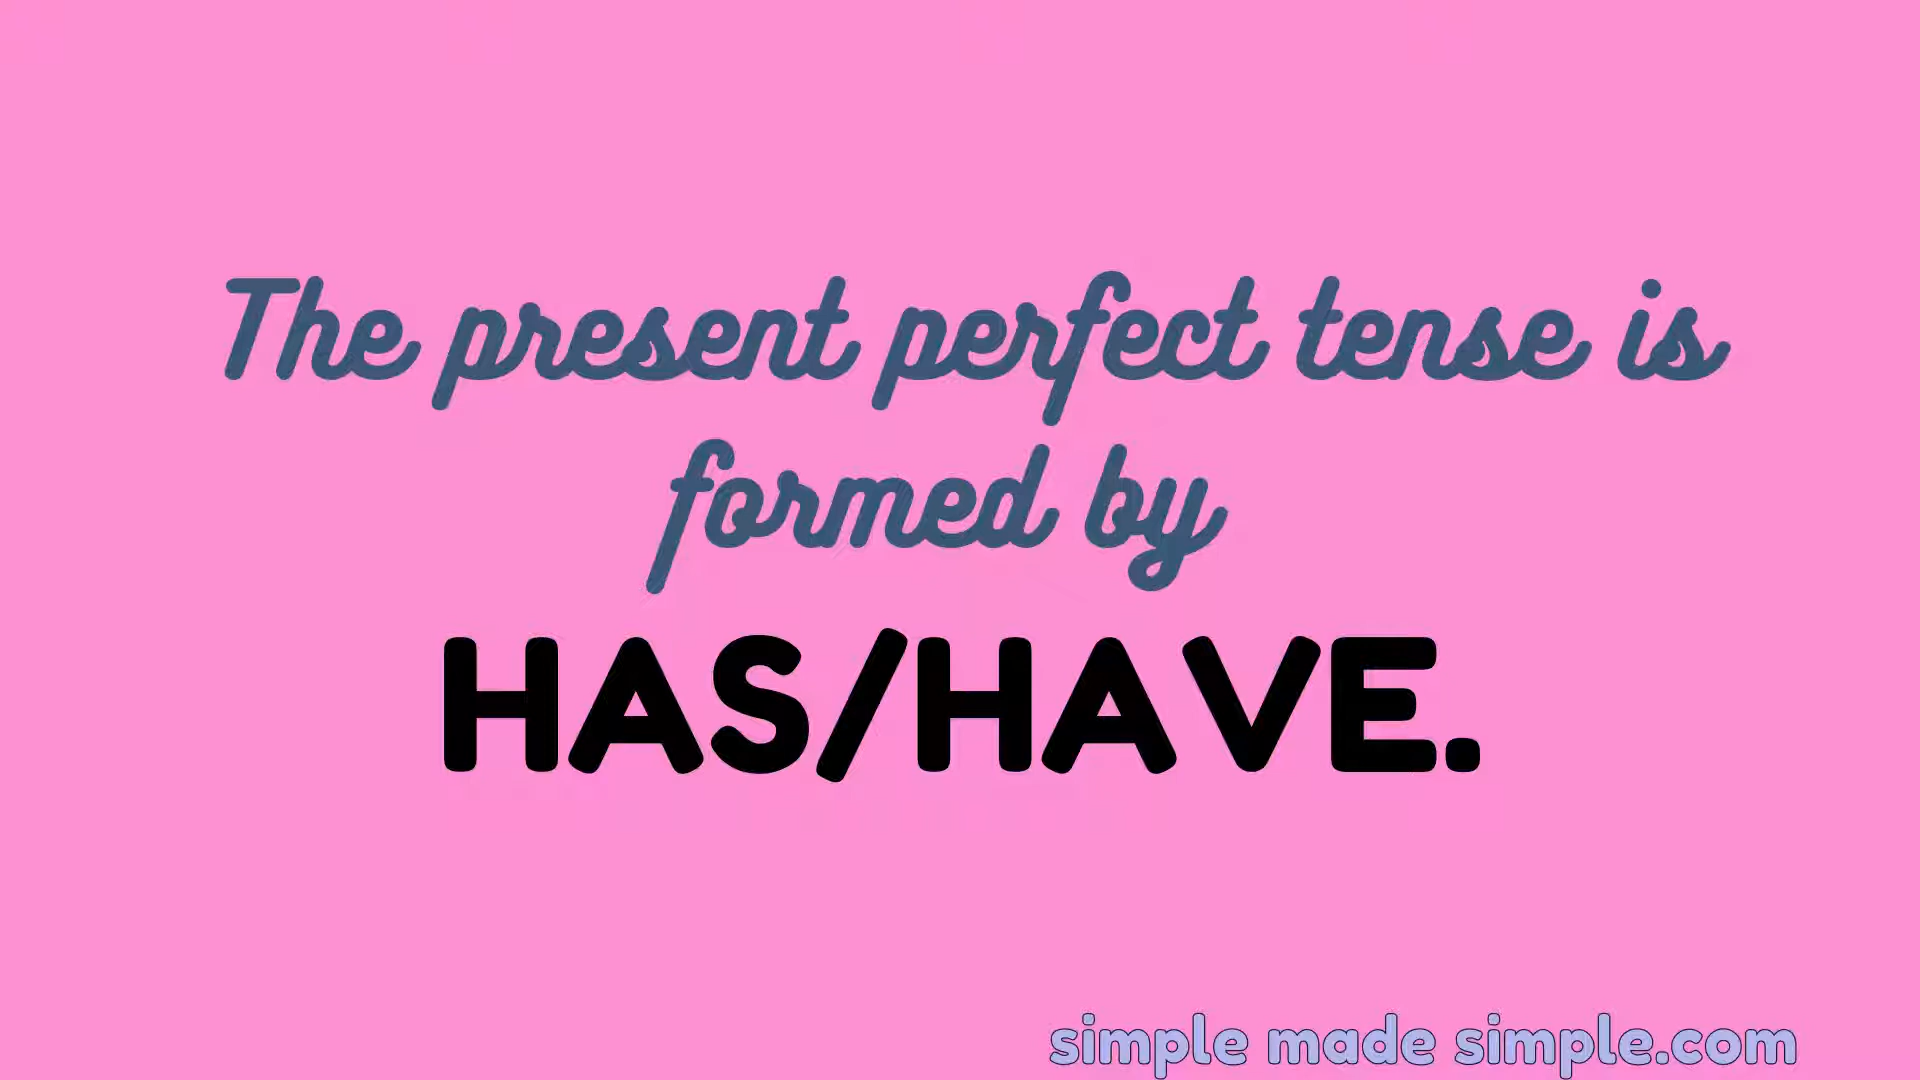 The present perfect tense is
formed by
HAS/HAVE.
simple made simple.com